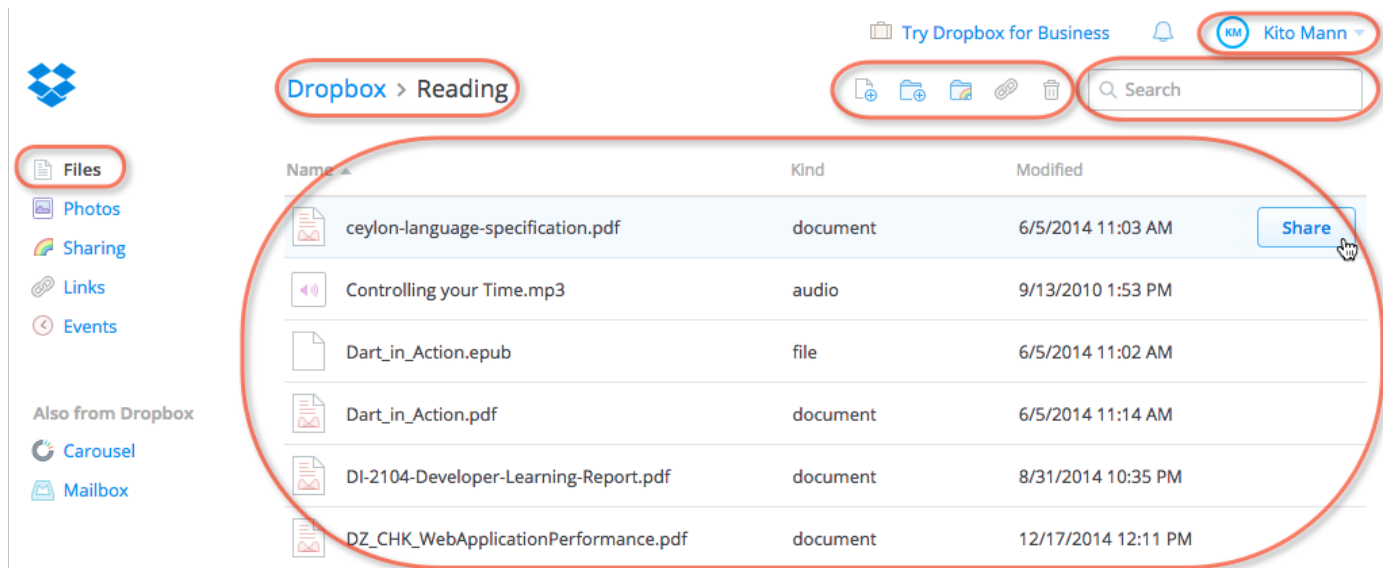 Try Dropbox for Business
KM Kito Mann
Dropbox > Reading
Search
Files
Photos
Sharing
Links
Events
Also from Dropbox
Carousel
Mailbox
Name Kind Modified
ceylon-language-specification.pdf document 6/5/2014 11:03 AM Share
Controlling your Time.mp3 audio 9/13/2010 1:53 PM
Dart_in_Action.epub file 6/5/2014 11:02 AM
Dart_in_Action.pdf document 6/5/2014 11:14 AM
DI-2104-Developer-Learning-Report.pdf document 8/31/2014 10:35 PM
DZ_CHK_WebApplicationPerformance.pdf document 12/17/2014 12:11 PM